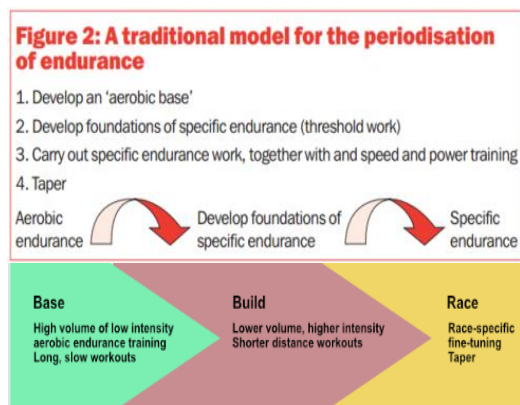 Figure 2: A traditional model for the periodisation
of endurance
1. Develop an 'aerobic base'
2. Develop foundations of specific endurance (threshold work)
3. Carry out specific endurance work, together with and speed and power training
4. Taper
Aerobic
endurance
Develop foundations of
specific endurance
Specific
endurance
Base
High volume of low intensity
aerobic endurance training
Long, slow workouts
Build
Lower volume, higher intensity
Shorter distance workouts
Race
Race-specific
fine-tuning
Taper